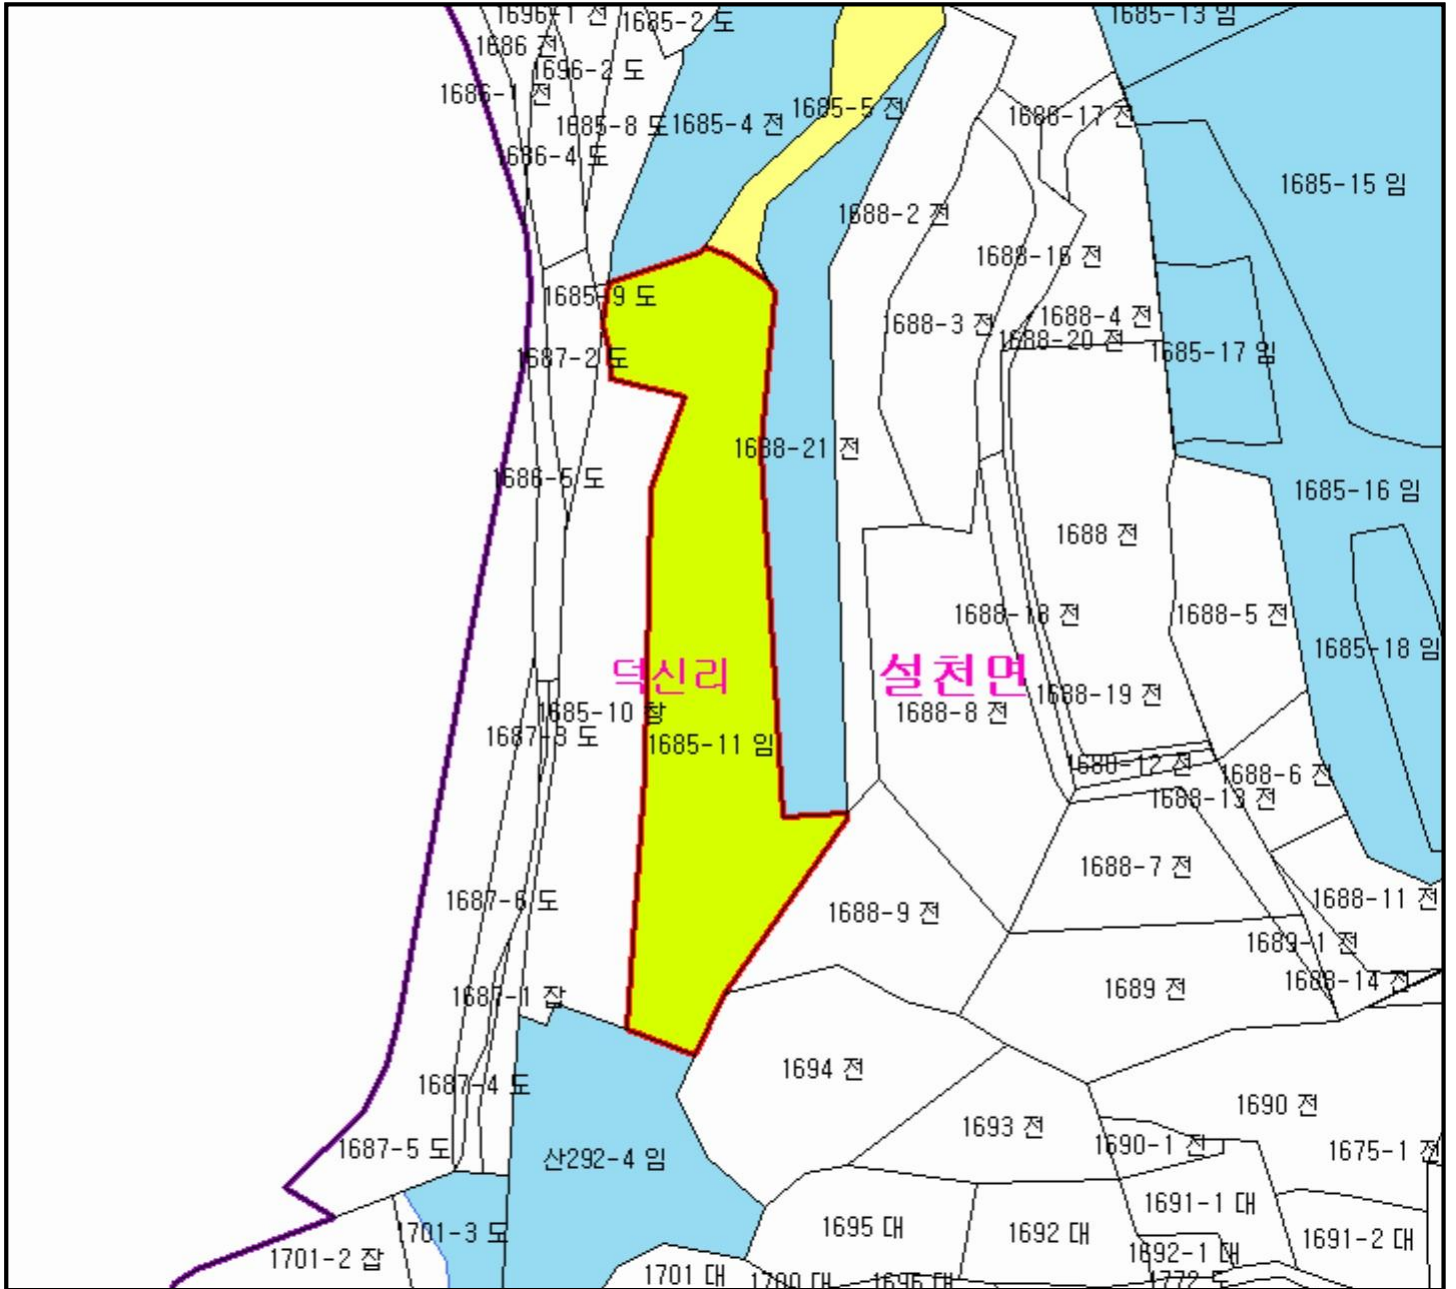 1696-1 전
1685-2 도
1685-13 임
1686 전
1696-2 도
1686-1 전
1685-8 도
1685-4 전
1685-5 전
1688-17 전
1686-4 도
1685-15 임
1688-2 전
1688-16 전
1685-9 도
1688-3 전
1688-4 전
1688-20 전
1687-2 도
1685-17 임
1688-21 전
1686-5 도
1685-16 임
1688 전
1688-18 전
1688-5 전
1685-18 임
덕신리
설천면
1688-19 전
1685-10 창
1688-8 전
1687-3 도
1685-11 임
1688-12 전
1688-6 전
1688-13 전
1688-7 전
1687-6 도
1688-9 전
1688-11 전
1689-1 전
1688-14 전
1687-1 잡
1689 전
1694 전
1687-4 도
1690 전
1693 전
1690-1 전
1675-1 전
1687-5 도
산292-4 임
1691-1 대
1701-3 도
1695 대
1692 대
1691-2 대
1701-2 잡
1692-1 대
1701 대
1700 대
1696 대
1772 도